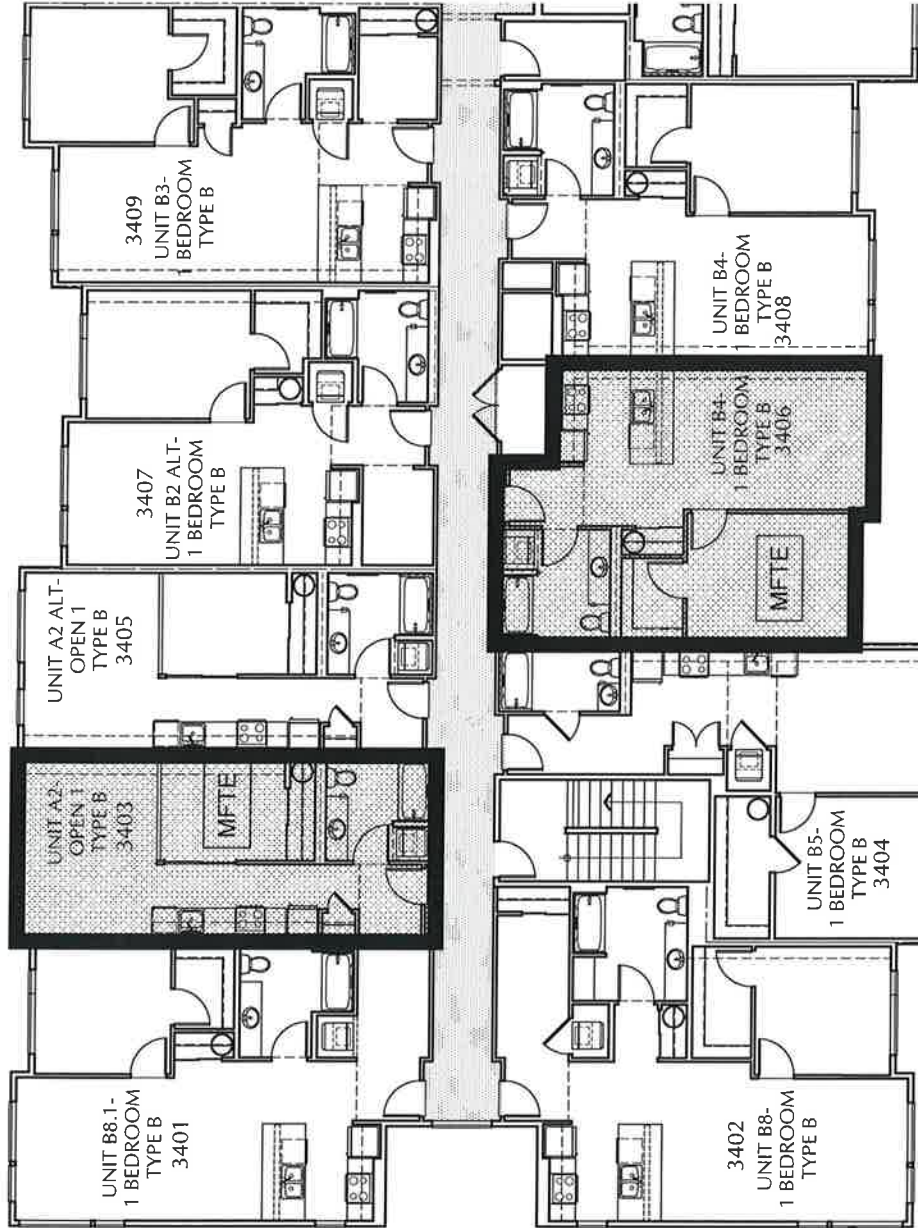 3409
UNIT B3-
BEDROOM
TYPE B
1
3407
UNIT B2 ALT-
1 BEDROOM
TYPE B
UNIT A2 ALT-
OPEN 1
TYPE B
3405
UNIT A2-
OPEN 1
TYPE B
3403
MFTE
UNIT B8.1-
1 BEDROOM
TYPE B
3401
UNIT B4-
1 BEDROOM
TYPE B
3408
UNIT B4-
1 BEDROOM
TYPE B
3406
MFTE
UNIT B5-
1 BEDROOM
TYPE B
3404
3402
UNIT B8-
1 BEDROOM
TYPE B